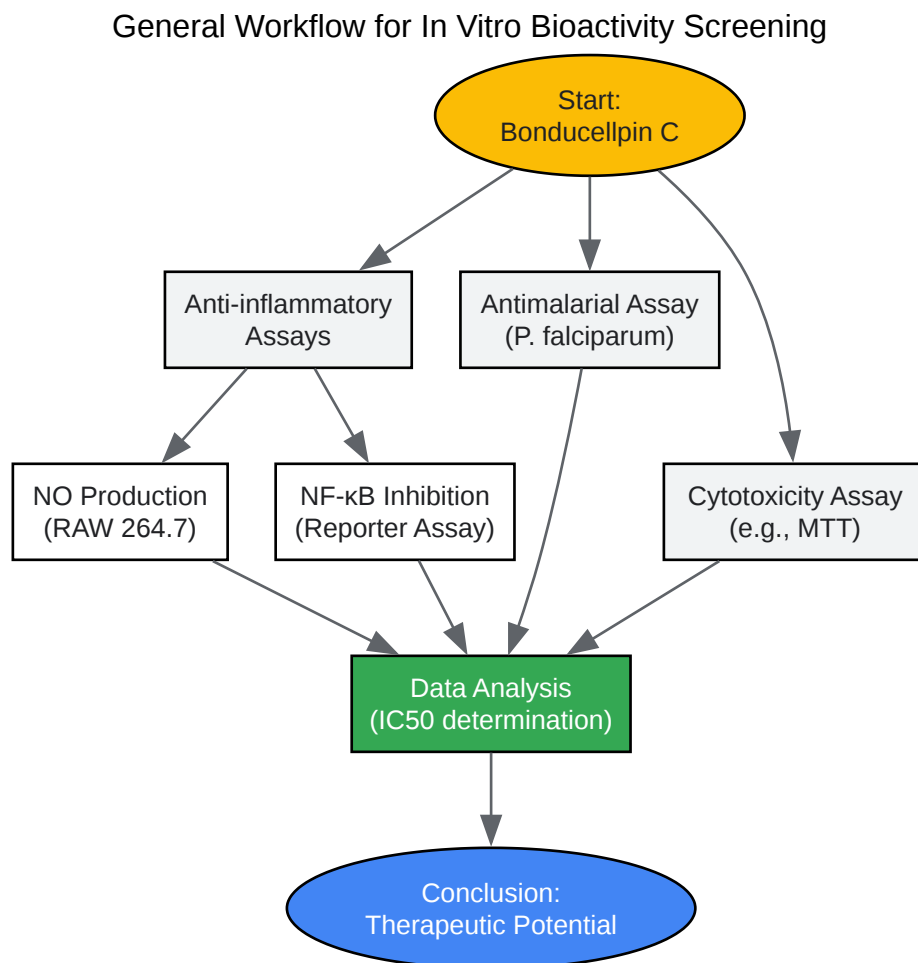 General Workflow for In Vitro Bioactivity Screening
Start:
Bonducellpin C
Anti-inflammatory
Assays
Antimalarial Assay
(P. falciparum)
NO Production
(RAW 264.7)
NF-κB Inhibition
(Reporter Assay)
Cytotoxicity Assay
(e.g., MTT)
Data Analysis
(IC50 determination)
Conclusion:
Therapeutic Potential